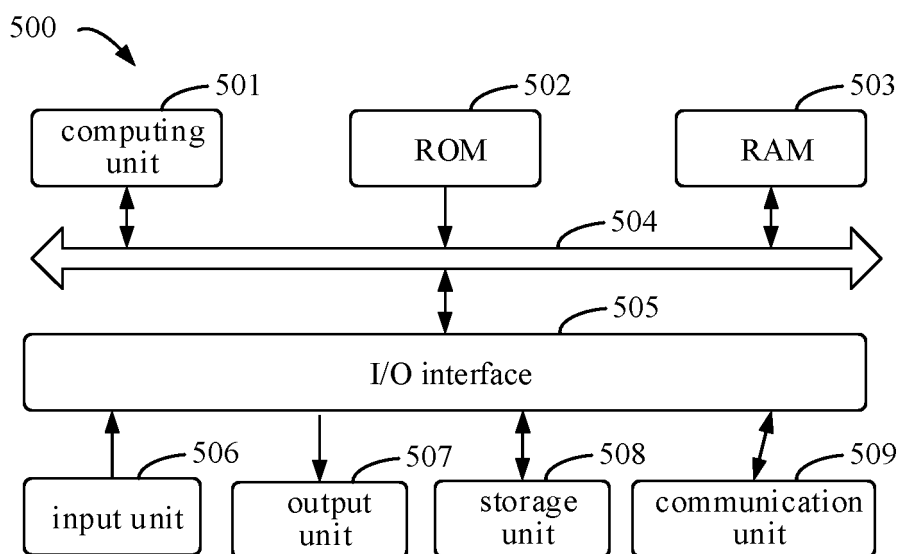 500
501
502
503
computing
unit
ROM
RAM
504
505
I/O interface
506
507
508
509
input unit
output
unit
storage
unit
communication
unit